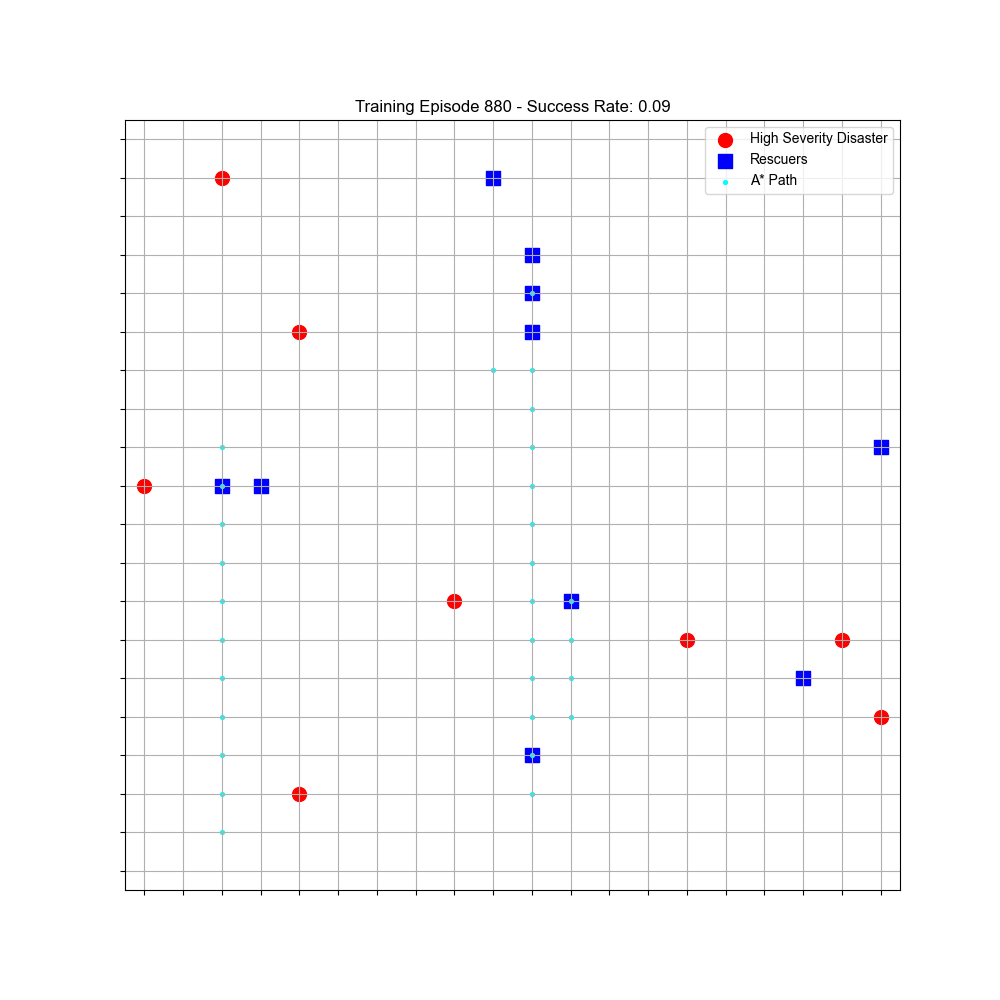 Training Episode 880 - Success Rate: 0.09
High Severity Disaster
Rescuers
A* Path